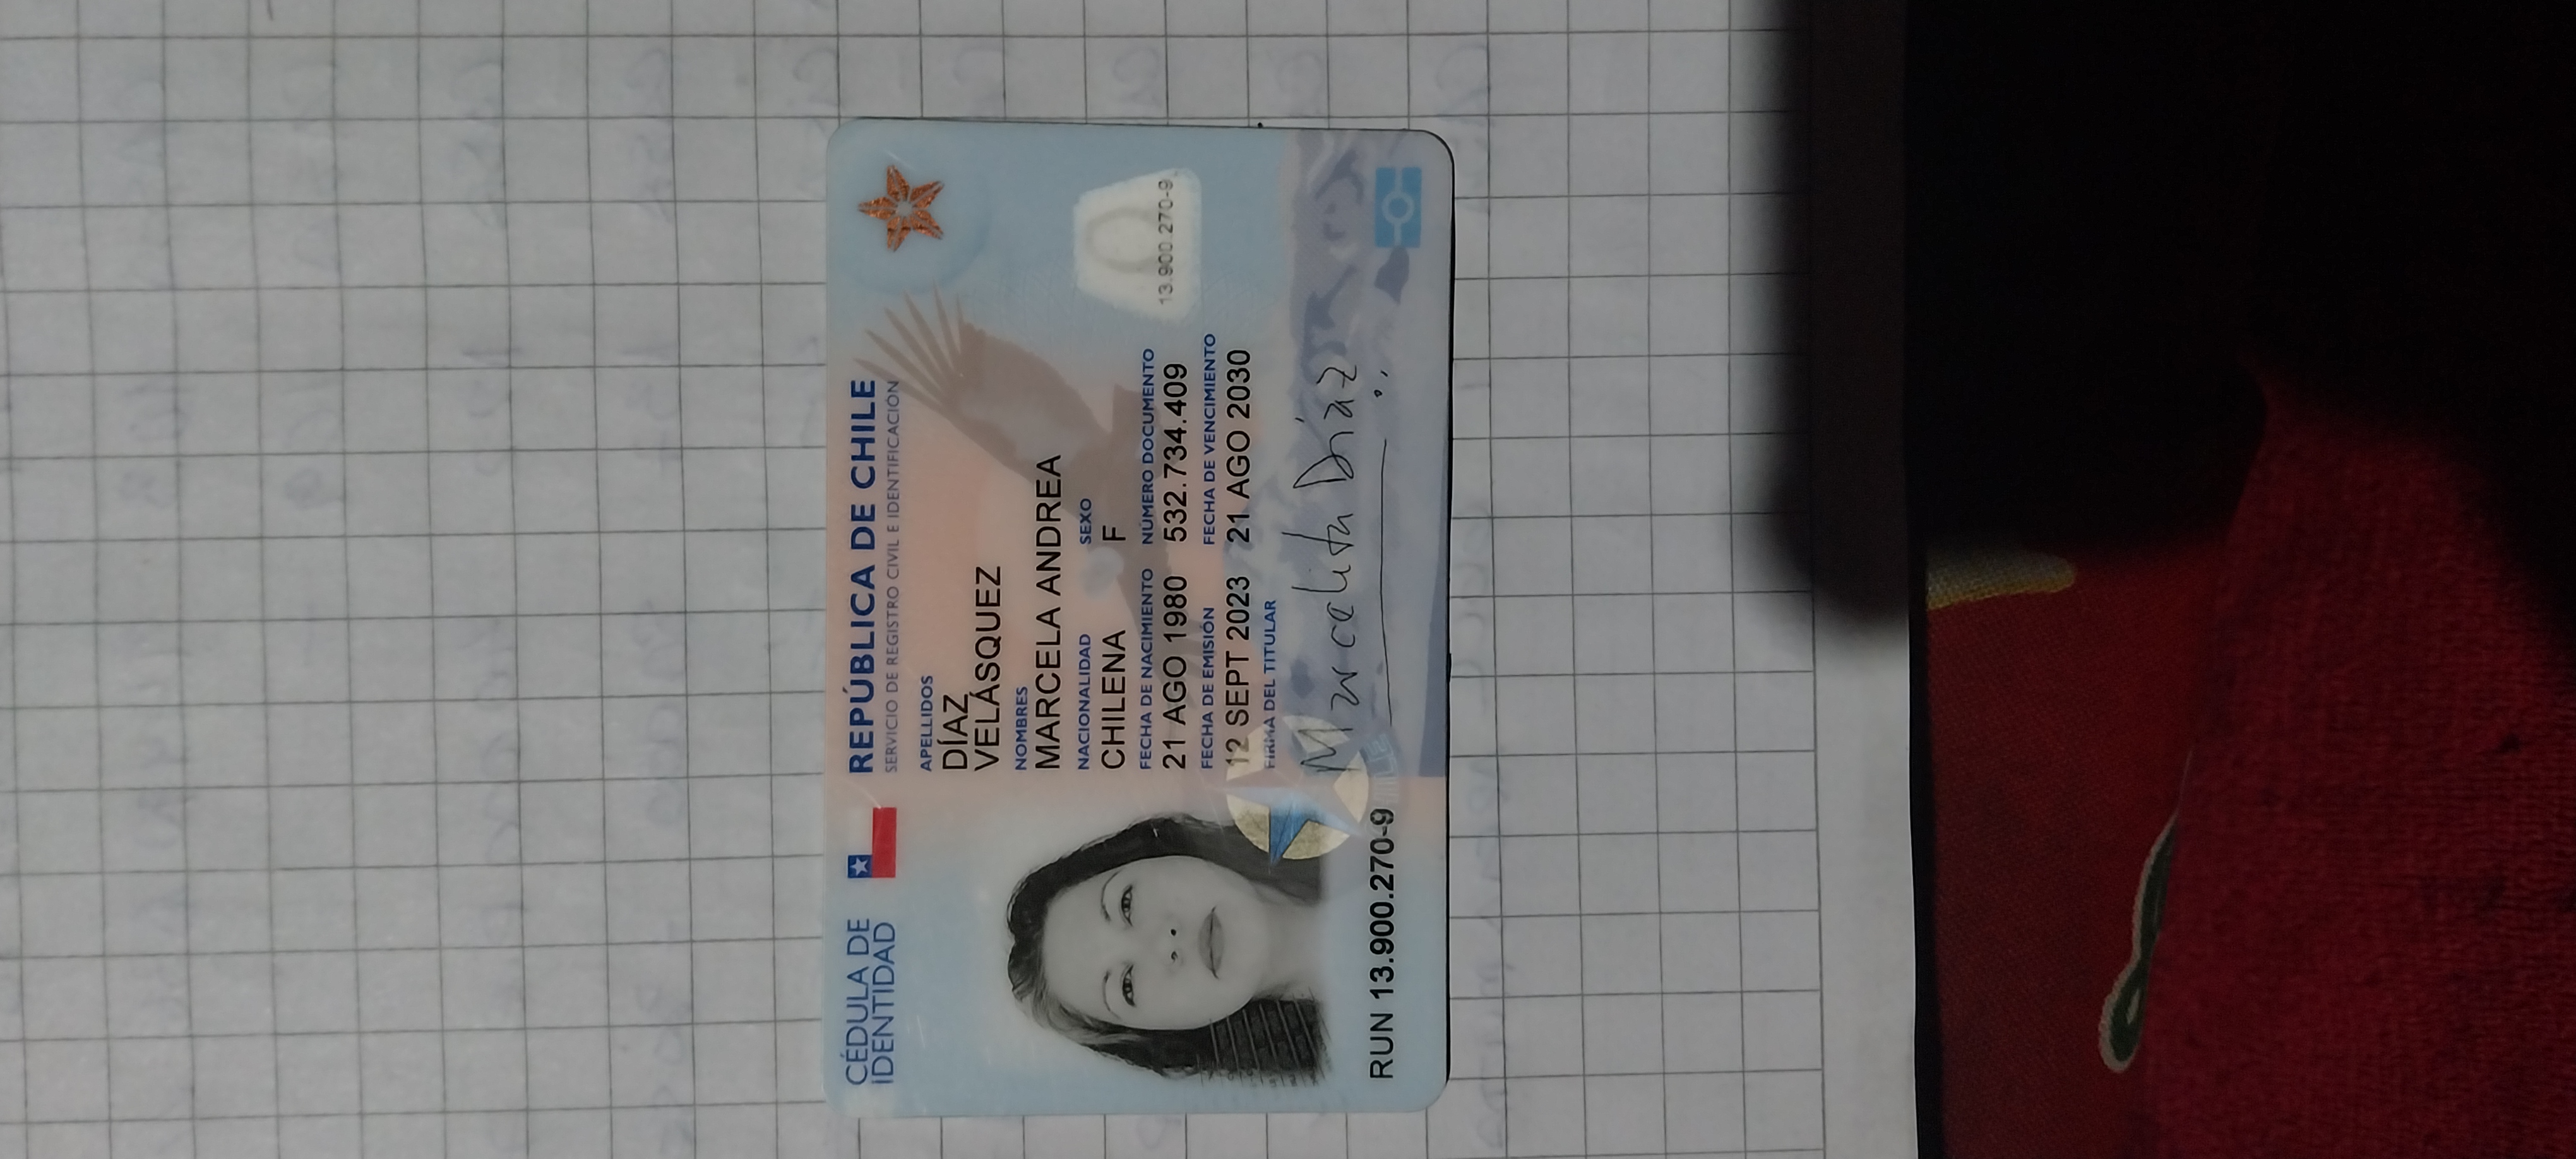 CÉDULA DE
IDENTIDAD
REPÚBLICA DE CHILE
SERVICIO DE REGISTRO CIVIL E IDENTIFICACIÓN
APELLIDOS
DÍAZ
VELÁSQUEZ
NOMBRES
MARCELA ANDREA
NACIONALIDAD SEXO
CHILENA F
FECHA DE NACIMIENTO NÚMERO DOCUMENTO
21 AGO 1980 532.734.409
13.900.270-9
FECHA DE EMISIÓN FECHA DE VENCIMIENTO
12 SEPT 2023 21 AGO 2030
FIRMA DEL TITULAR
Marcelita Díaz
RUN 13.900.270-9